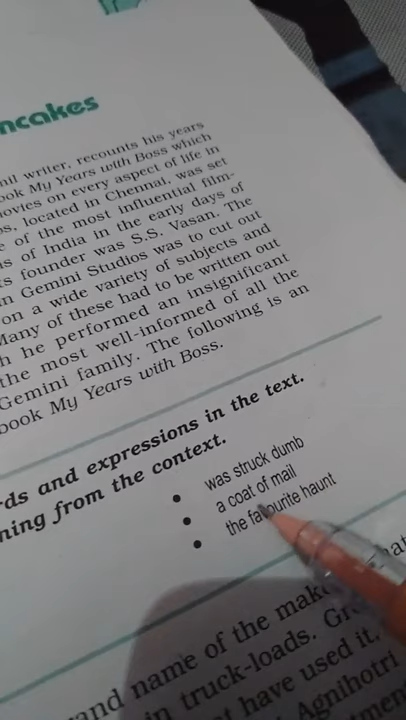 ncakes
mil writer, recounts his years
ook My Years with Boss which
movies on every aspect of life in
os, located in Chennai, was set
e of the most influential film-
s of India in the early days of
ts founder was S.S. Vasan. The
n Gemini Studios was to cut out
on a wide variety of subjects and
Many of these had to be written out
h he performed an insignificant
the most well-informed of all the
Gemini family. The following is an
book My Years with Boss.
ds and expressions in the text.
ning from the context.
• was struck dumb
• a coat of mail
• the favourite haunt
and name of the
in truck-loads.
have used it.
Agnihotri